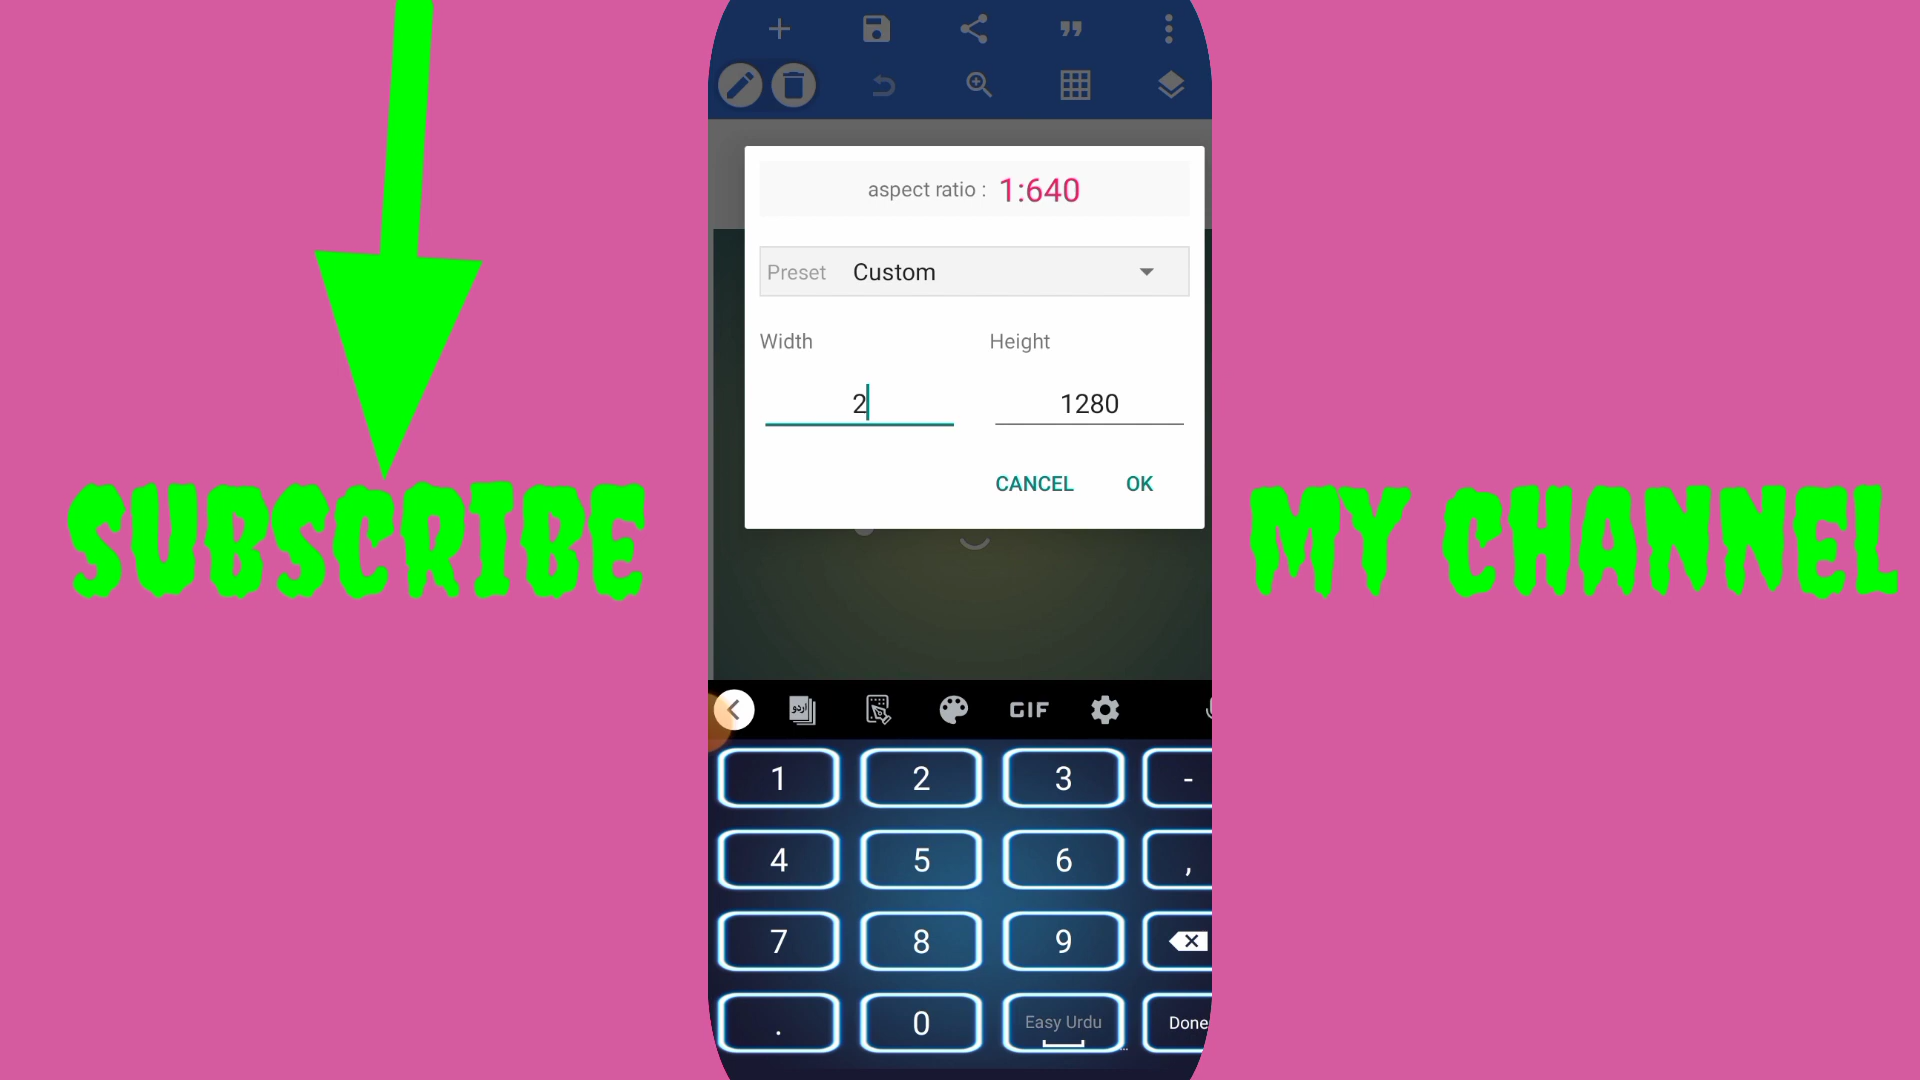 aspect ratio : 1:640
Preset Custom
Width Height
2 1280
CANCEL OK
SUBSCRIBE
MY CHANNEL
اردو GIF
1 2 3 -
4 5 6 ,
7 8 9
. 0 Easy Urdu Done